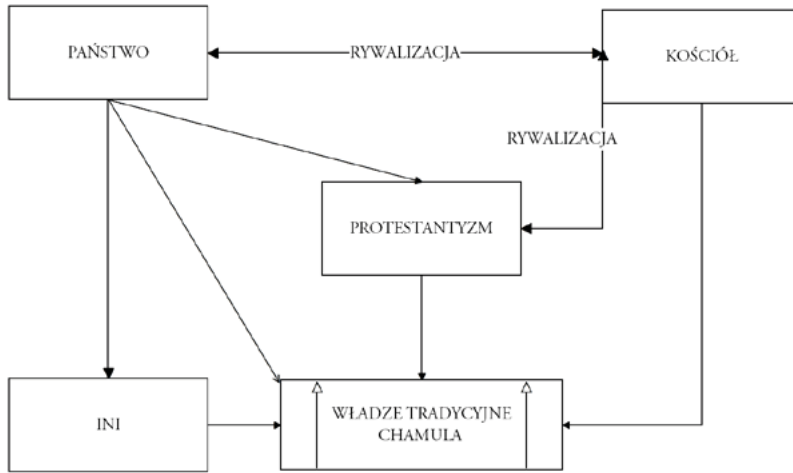 PAŃSTWO
RYWALIZACJA
KOŚCIÓŁ
RYWALIZACJA
PROTESTANTYZM
INI
WŁADZE TRADYCYJNE
CHAMULA